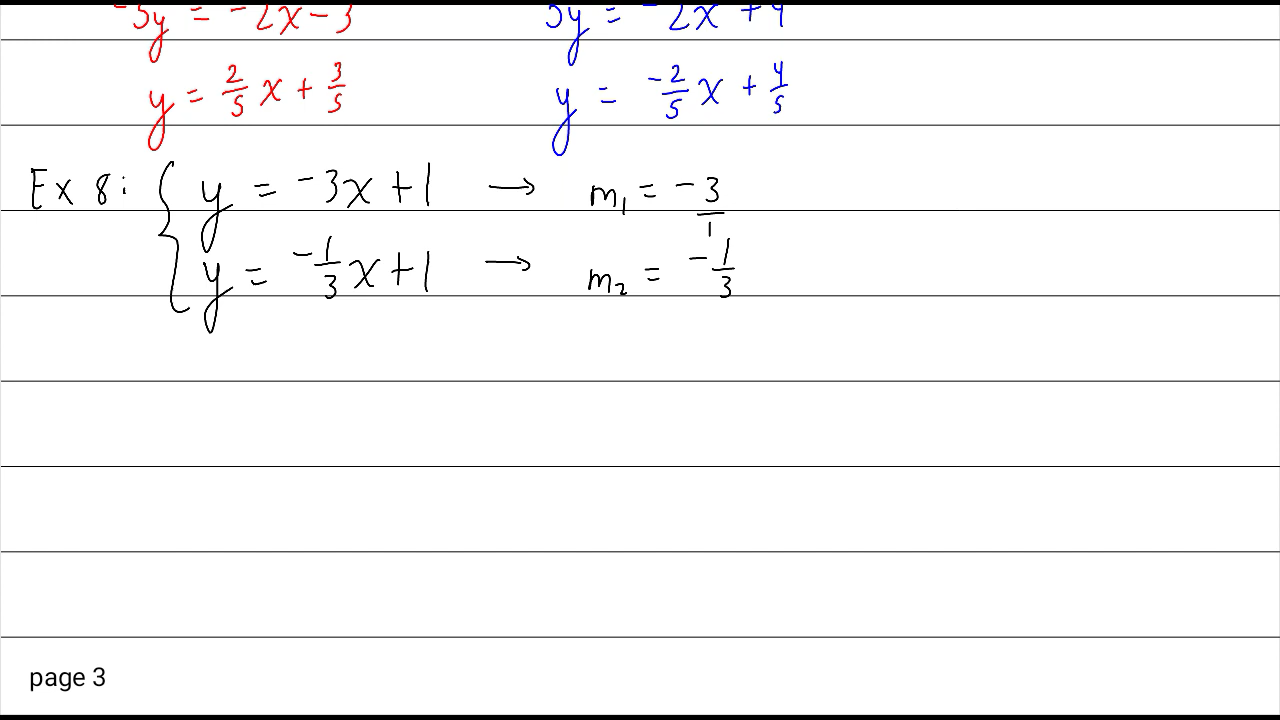 -5y = -2x - 3 5y = -2x + 4
y = 2/5 x + 3/5 y = -2/5 x + 4/5
Ex 8: { y = -3x + 1 → m₁ = -3/1
y = -1/3 x + 1 → m₂ = -1/3
page 3